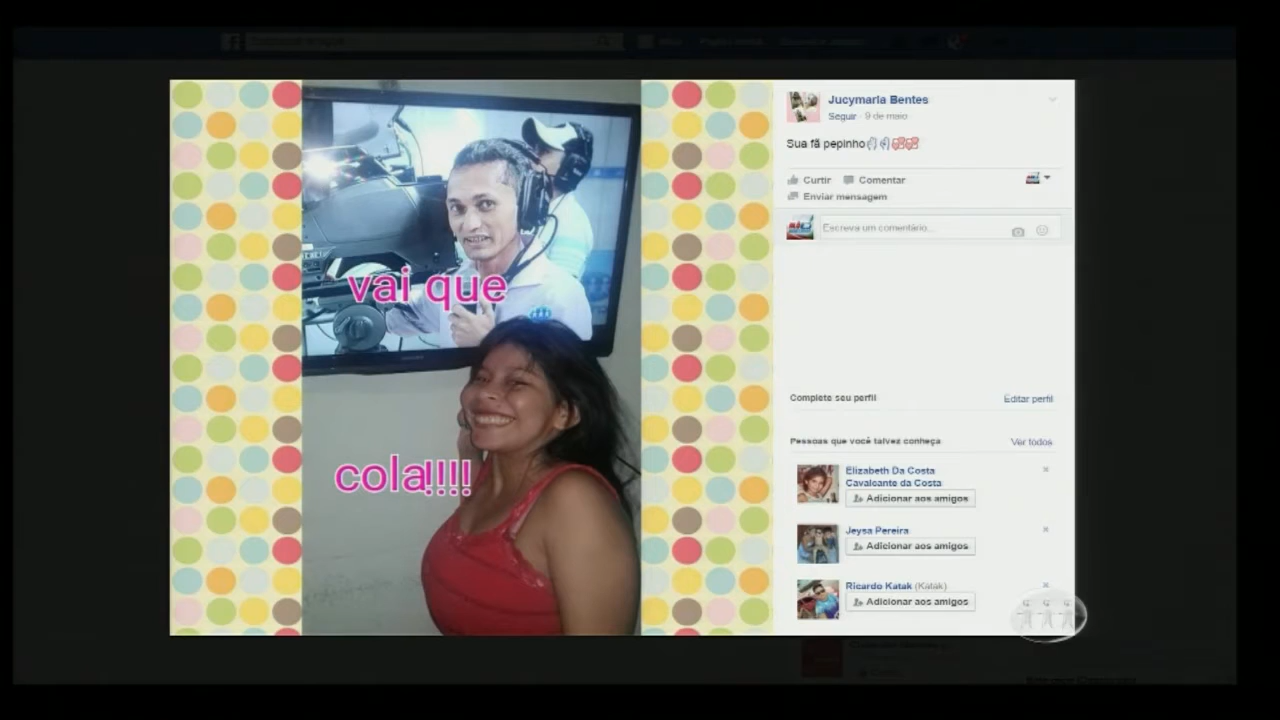 vai que
cola!!!!
Jucymarla Bentes
Seguir · 9 de maio
Sua fã pepinho
Curtir Comentar
Enviar mensagem
Escreva um comentário...
Complete seu perfil Editar perfil
Pessoas que você talvez conheça Ver todos
Elizabeth Da Costa
Cavalcante da Costa
Adicionar aos amigos
Jeysa Pereira
Adicionar aos amigos
Ricardo Katak (Katak)
Adicionar aos amigos